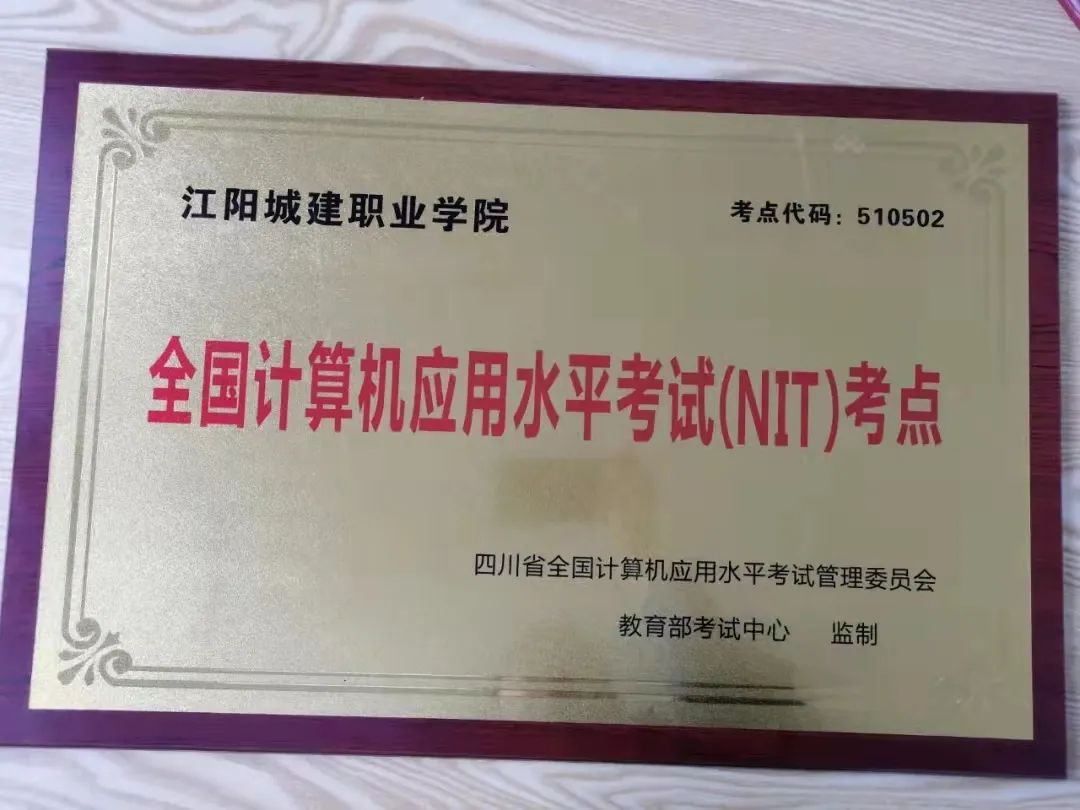 江阳城建职业学院
考点代码：510502
全国计算机应用水平考试(NIT)考点
四川省全国计算机应用水平考试管理委员会
教育部考试中心 监制